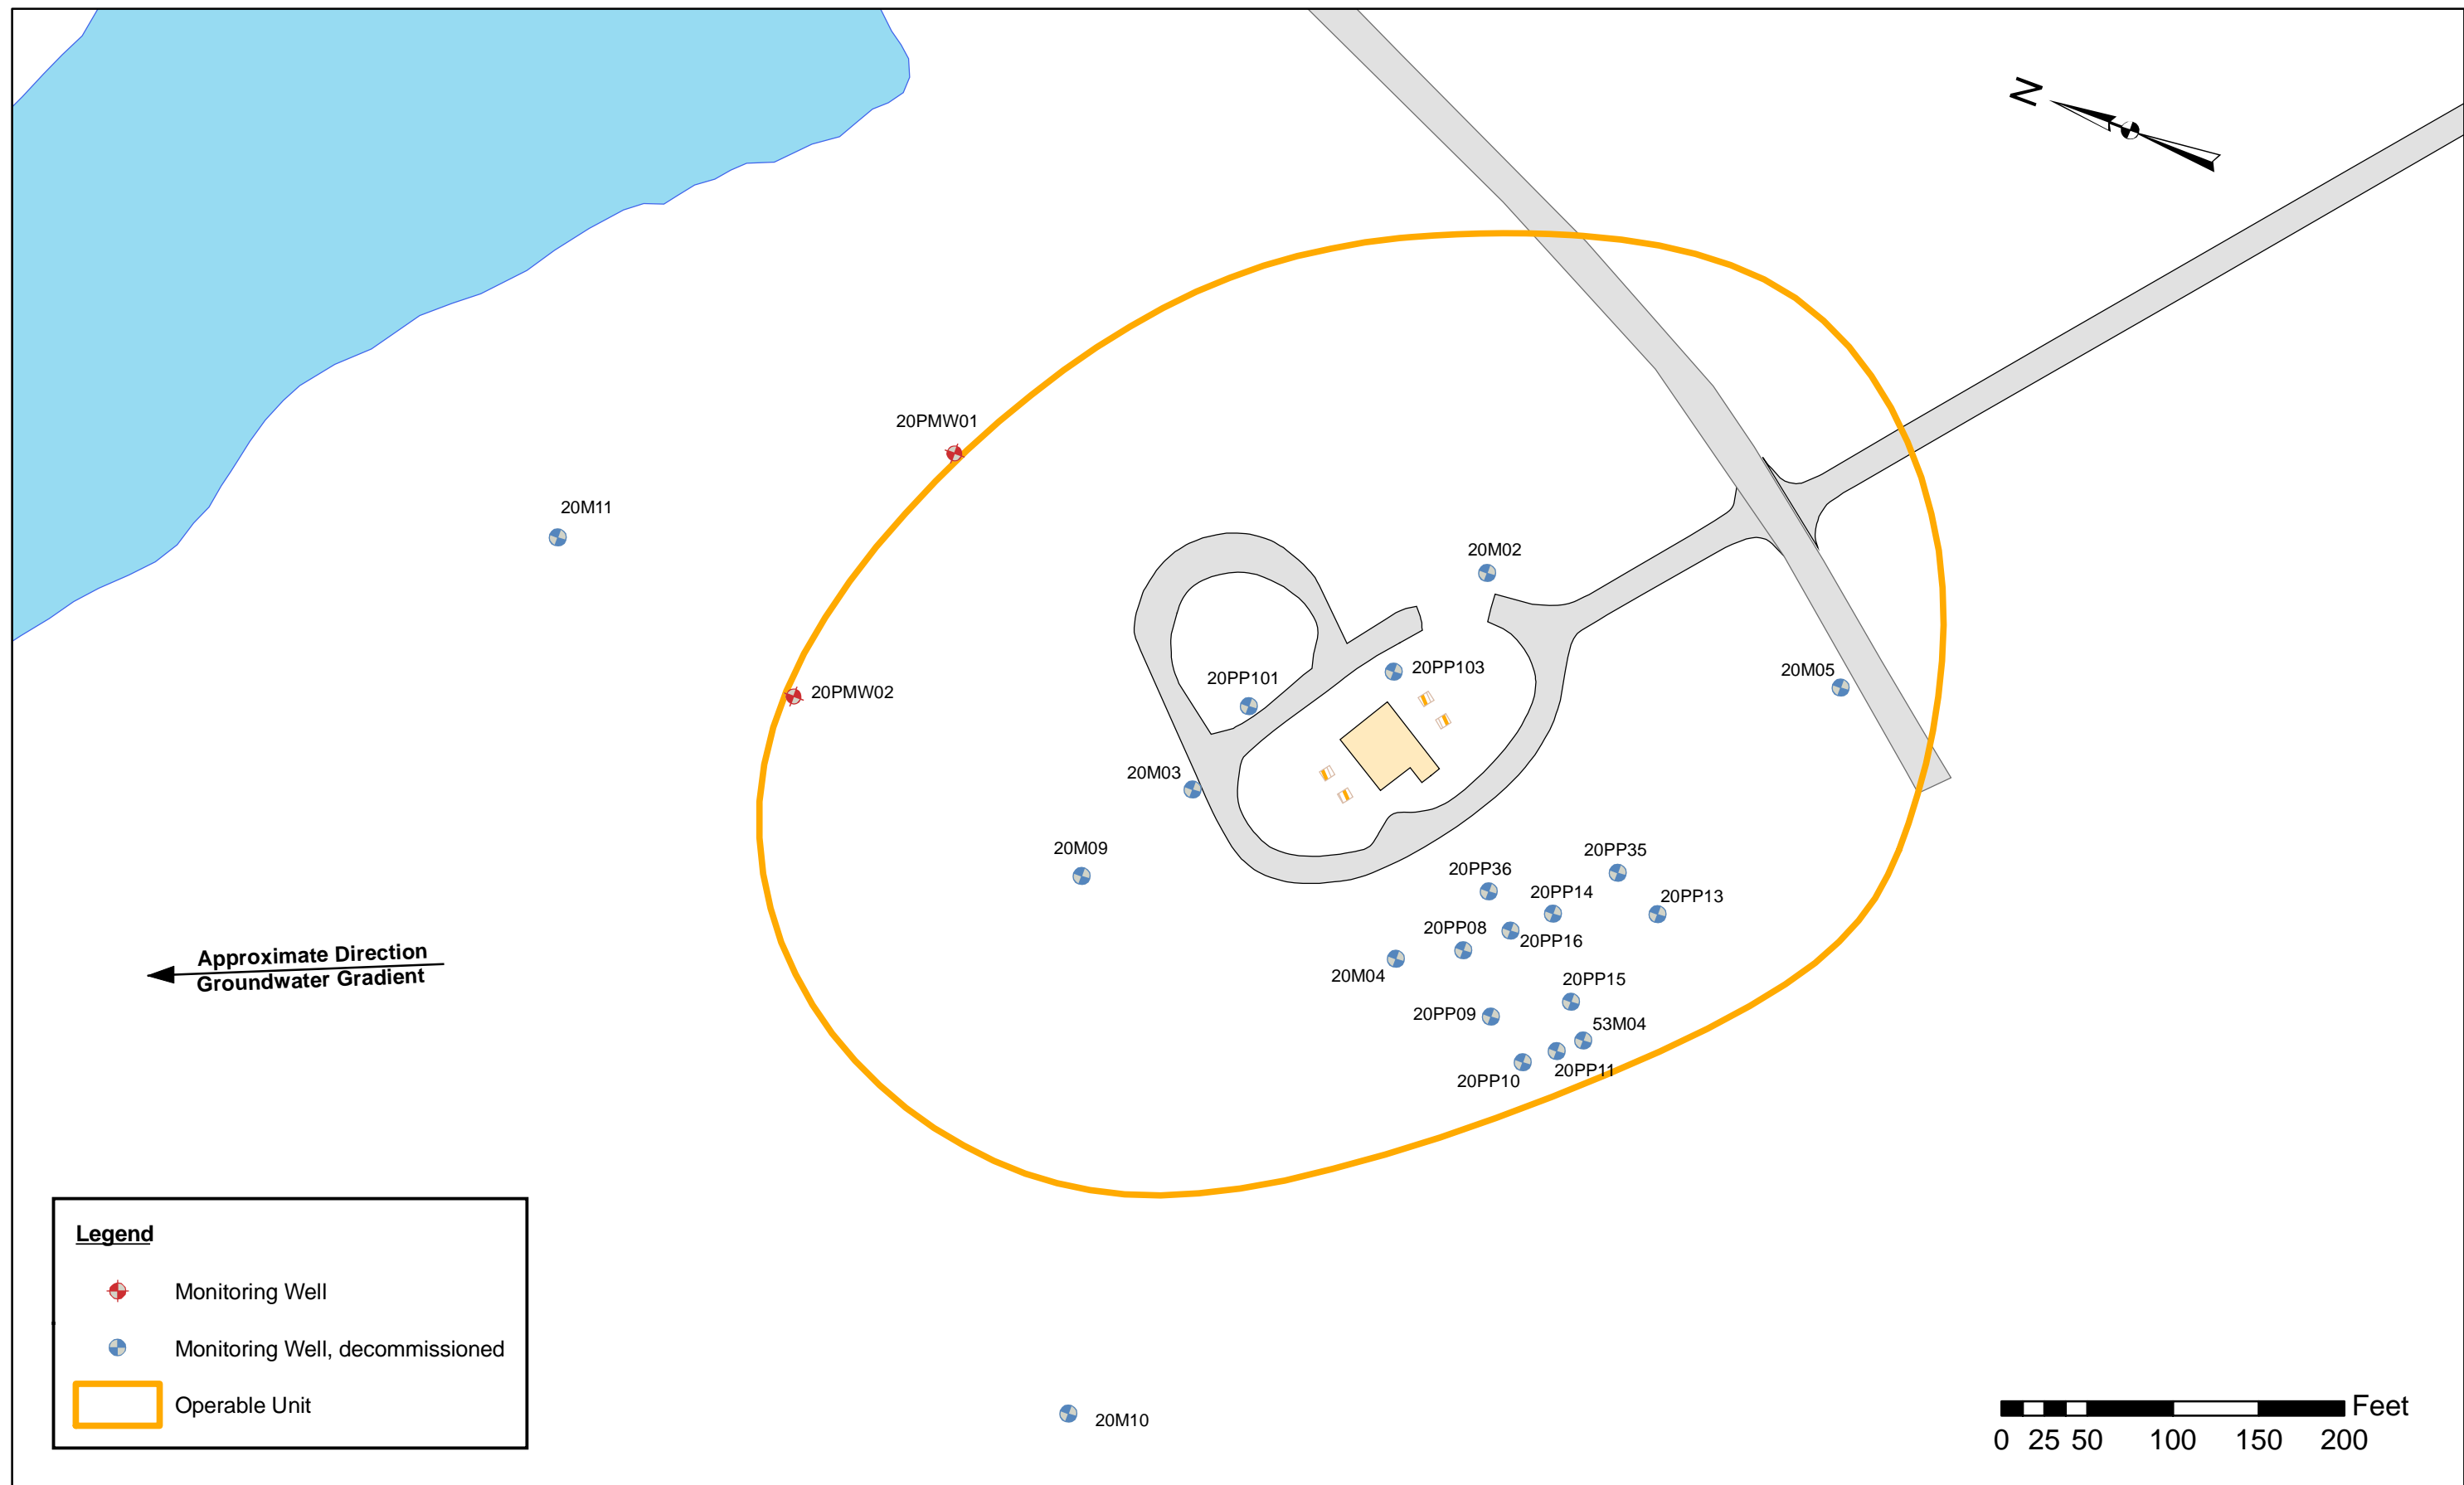 N
20PMW01
20M11
20M02
20PMW02
20PP101
20PP103
20M05
20M03
20M09
20PP36
20PP35
20PP14
20PP13
20PP08
20PP16
20M04
Approximate Direction
Groundwater Gradient
20PP15
20PP09
53M04
20PP10
20PP11
Legend
Monitoring Well
Monitoring Well, decommissioned
Operable Unit
20M10
Feet
0 25 50 100 150 200